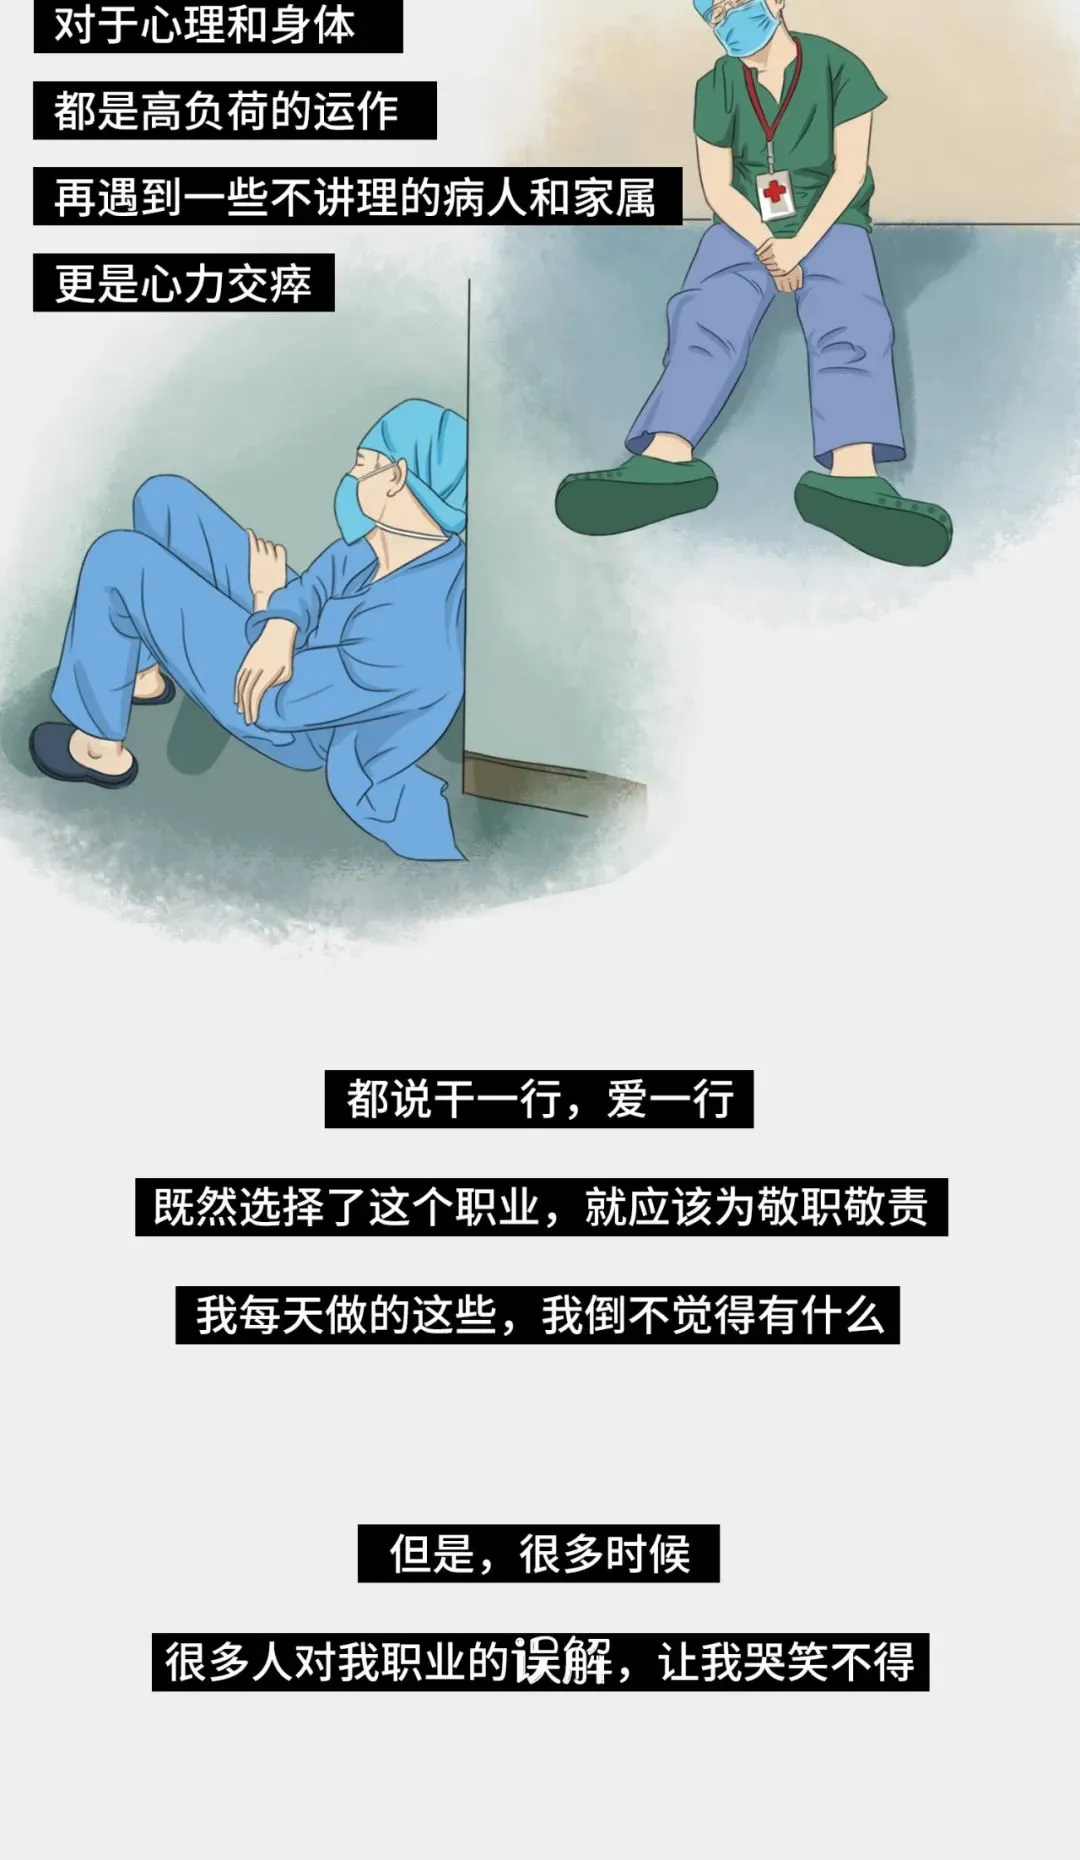 对于心理和身体
都是高负荷的运作
再遇到一些不讲理的病人和家属
更是心力交瘁
都说干一行，爱一行
既然选择了这个职业，就应该为敬职敬责
我每天做的这些，我倒不觉得有什么
但是，很多时候
很多人对我职业的误解，让我哭笑不得